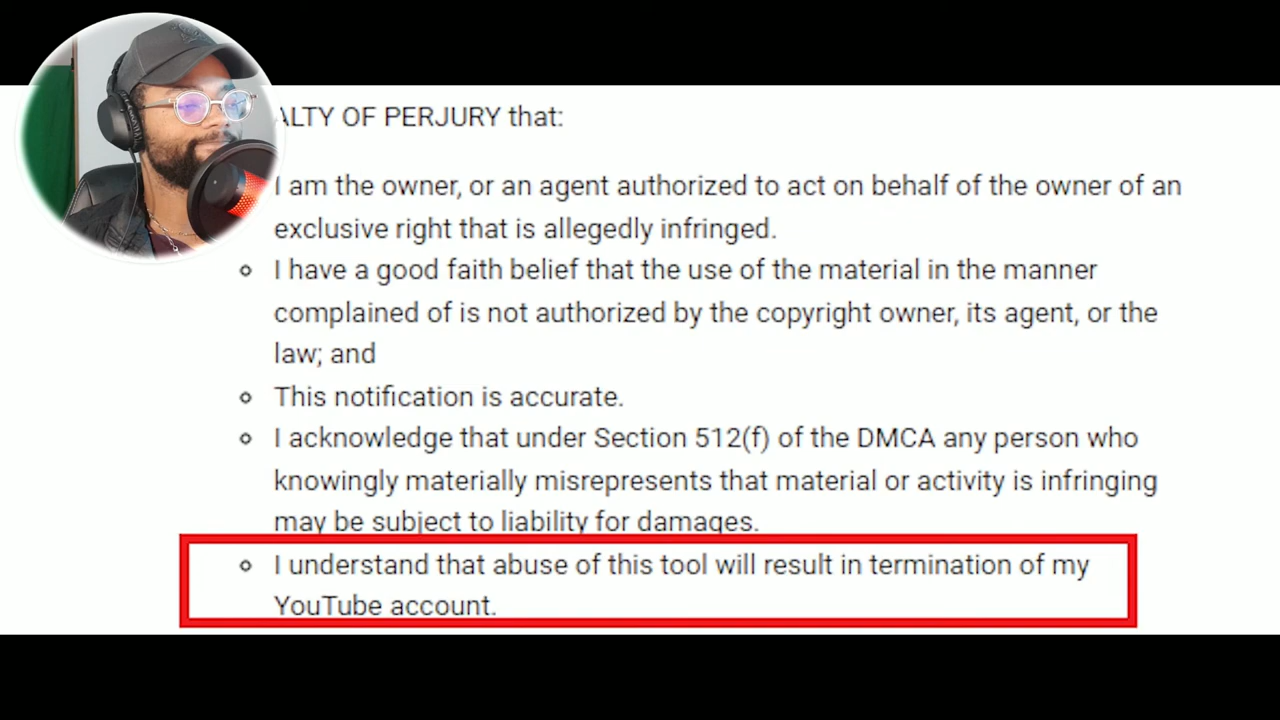 ALTY OF PERJURY that:
I am the owner, or an agent authorized to act on behalf of the owner of an
exclusive right that is allegedly infringed.
I have a good faith belief that the use of the material in the manner
complained of is not authorized by the copyright owner, its agent, or the
law; and
This notification is accurate.
I acknowledge that under Section 512(f) of the DMCA any person who
knowingly materially misrepresents that material or activity is infringing
may be subject to liability for damages.
I understand that abuse of this tool will result in termination of my
YouTube account.